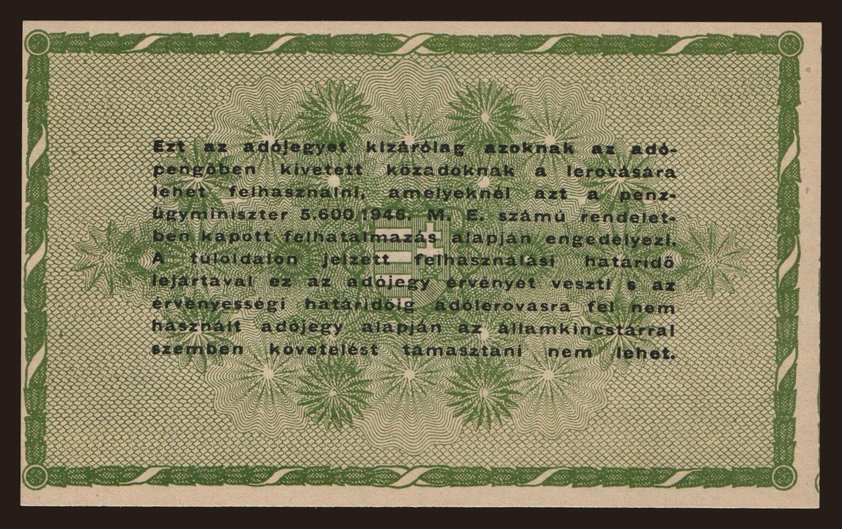 Ezt az adójegyet kizárólag azoknak az adó-
pengőben kivetett közadóknak a lerovására
lehet felhasználni, amelyeknél azt a pénz-
ügyminiszter 5.600/1946. M. E. számú rendelet-
ben kapott felhatalmazás alapján engedélyezi.
A túloldalon jelzett felhasználási határidő
lejártával ez az adójegy érvényét veszti s az
érvényességi határidőig adólerovásra fel nem
használt adójegy alapján az államkincstárral
szemben követelést támasztani nem lehet.